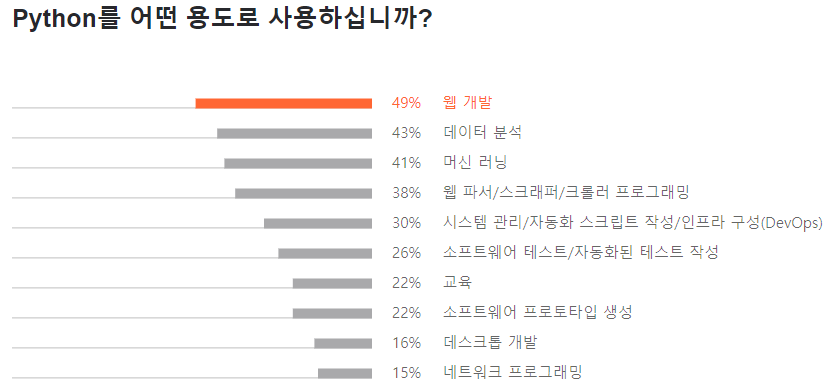 Python를 어떤 용도로 사용하십니까?
49% 웹 개발
43% 데이터 분석
41% 머신 러닝
38% 웹 파서/스크래퍼/크롤러 프로그래밍
30% 시스템 관리/자동화 스크립트 작성/인프라 구성(DevOps)
26% 소프트웨어 테스트/자동화된 테스트 작성
22% 교육
22% 소프트웨어 프로토타입 생성
16% 데스크톱 개발
15% 네트워크 프로그래밍